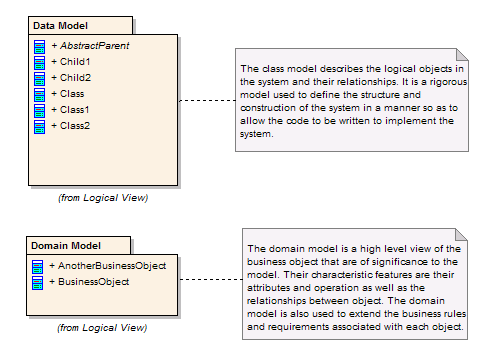 Data Model
+ AbstractParent
+ Child1
+ Child2
+ Class
+ Class1
+ Class2
(from Logical View)
The class model describes the logical objects in
the system and their relationships. It is a rigorous
model used to define the structure and
construction of the system in a manner so as to
allow the code to be written to implement the
system.
Domain Model
+ AnotherBusinessObject
+ BusinessObject
(from Logical View)
The domain model is a high level view of the
business object that are of significance to the
model. Their characteristic features are their
attributes and operation as well as the
relationships between object. The domain
model is also used to extend the business rules
and requirements associated with each object.